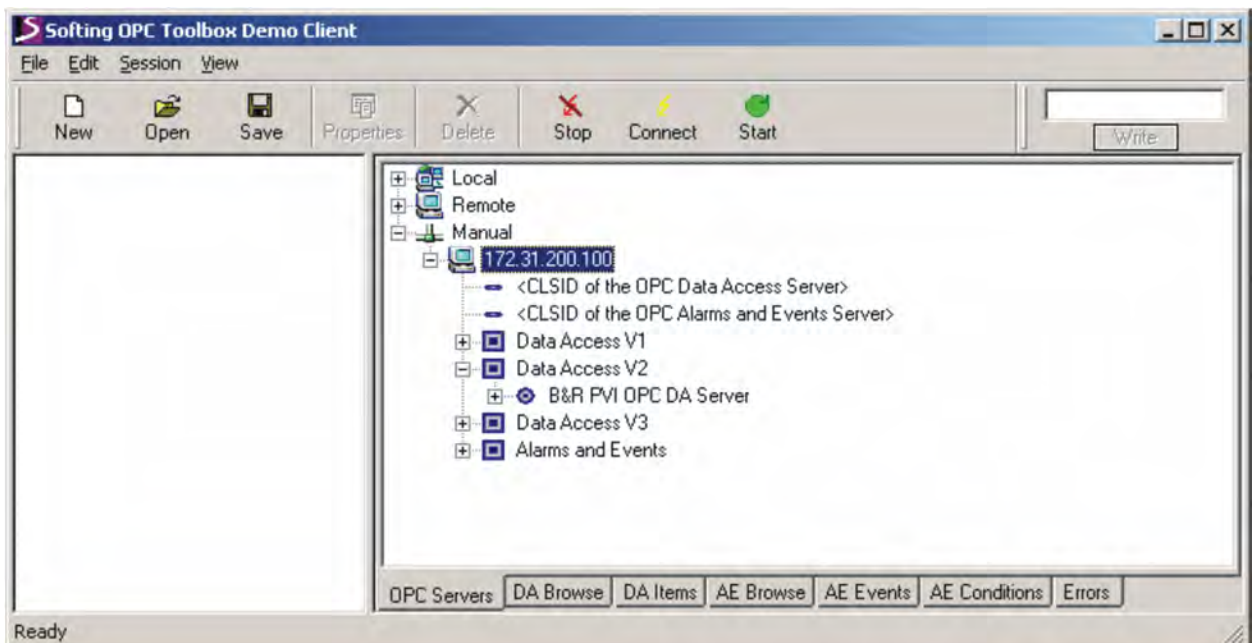 Softing OPC Toolbox Demo Client
File Edit Session View
New Open Save Properties Delete Stop Connect Start Write
Local
Remote
Manual
172.31.200.100
<CLSID of the OPC Data Access Server>
<CLSID of the OPC Alarms and Events Server>
Data Access V1
Data Access V2
B&R PVI OPC DA Server
Data Access V3
Alarms and Events
OPC Servers DA Browse DA Items AE Browse AE Events AE Conditions Errors
Ready